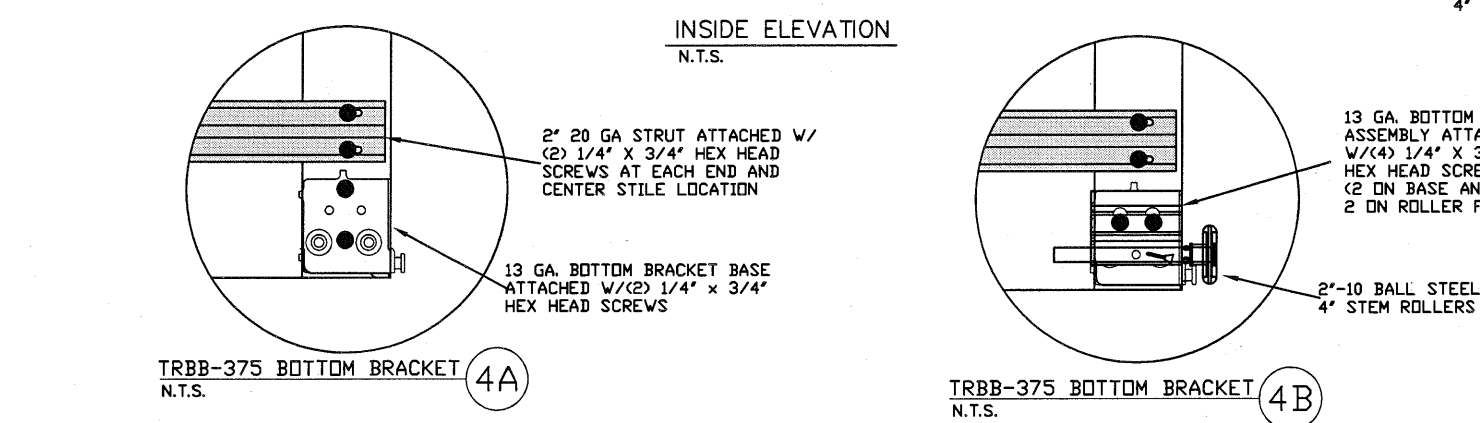 4"
INSIDE ELEVATION
N.T.S.
2" 20 GA STRUT ATTACHED W/
(2) 1/4" X 3/4" HEX HEAD
SCREWS AT EACH END AND
CENTER STILE LOCATION
13 GA. BOTTOM BRACKET BASE
ATTACHED W/(2) 1/4" x 3/4"
HEX HEAD SCREWS
TRBB-375 BOTTOM BRACKET
N.T.S.
4A
13 GA. BOTTOM
ASSEMBLY ATTA
W/(4) 1/4" X 3
HEX HEAD SCRE
(2 ON BASE AN
2 ON ROLLER F
2"-10 BALL STEEL
4" STEM ROLLERS
TRBB-375 BOTTOM BRACKET
N.T.S.
4B